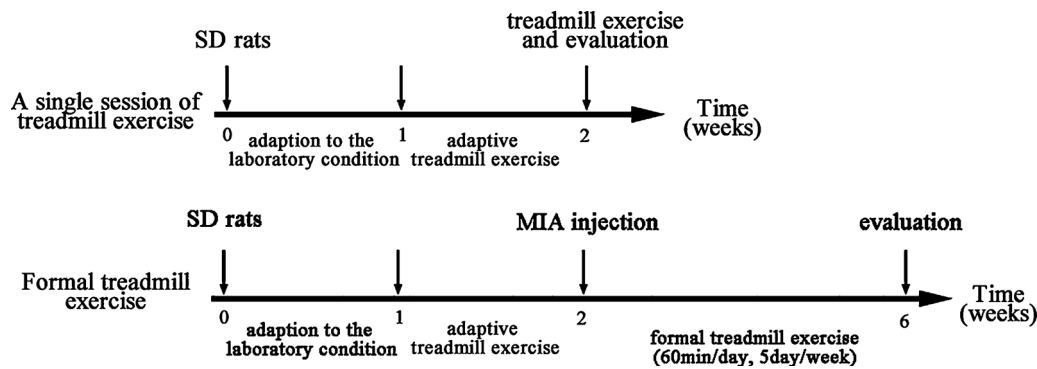 SD rats
treadmill exercise
and evaluation
A single session of
treadmill exercise
0
adaption to the
laboratory condition
1
adaptive
treadmill exercise
2
Time
(weeks)
SD rats
MIA injection
evaluation
Formal treadmill
exercise
0
adaption to the
laboratory condition
1
adaptive
treadmill exercise
2
formal treadmill exercise
(60min/day, 5day/week)
6
Time
(weeks)